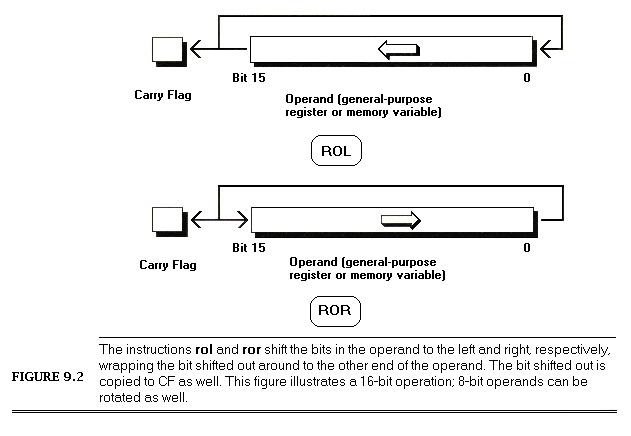 Bit 15 0
Carry Flag
Operand (general-purpose
register or memory variable)
ROL
Bit 15 0
Carry Flag
Operand (general-purpose
register or memory variable)
ROR
The instructions rol and ror shift the bits in the operand to the left and right, respectively,
wrapping the bit shifted out around to the other end of the operand. The bit shifted out is
FIGURE 9.2 copied to CF as well. This figure illustrates a 16-bit operation; 8-bit operands can be
rotated as well.